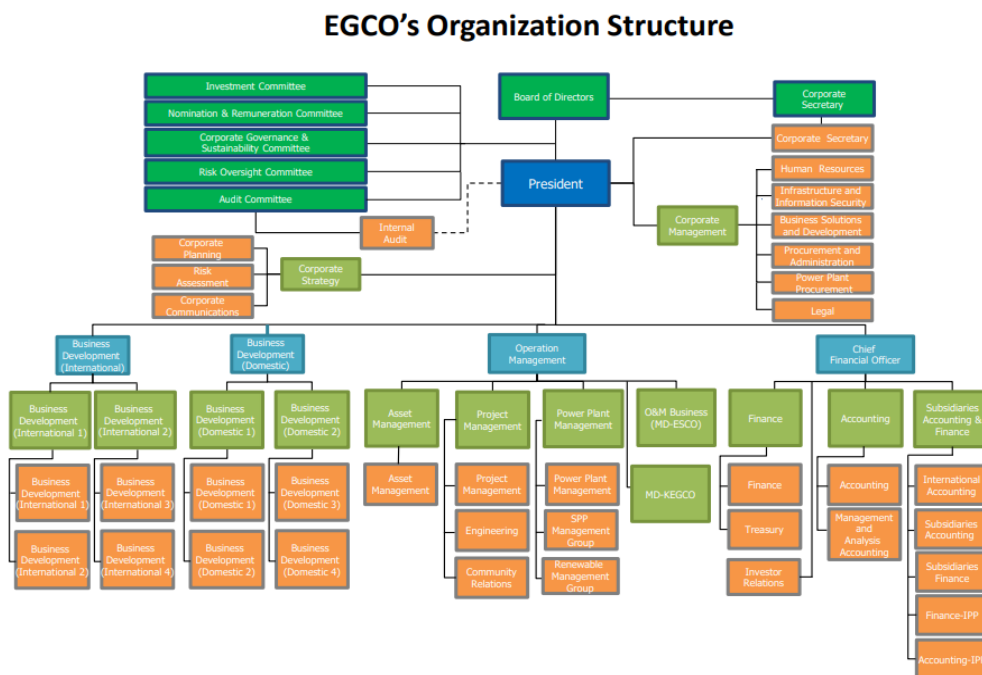 EGCO's Organization Structure
Investment Committee
Nomination & Remuneration Committee
Corporate Governance &
Sustainability Committee
Risk Oversight Committee
Audit Committee
Board of Directors
Corporate
Secretary
Corporate Secretary
President
Human Resources
Infrastructure and
Information Security
Business Solutions
and Development
Procurement and
Administration
Power Plant
Procurement
Legal
Corporate
Management
Internal
Audit
Corporate
Planning
Risk
Assessment
Corporate
Communications
Corporate
Strategy
Business
Development
(International)
Business
Development
(Domestic)
Operation
Management
Chief
Financial Officer
Business
Development
(International 1)
Business
Development
(International 2)
Business
Development
(Domestic 1)
Business
Development
(Domestic 2)
Asset
Management
Project
Management
Power Plant
Management
O&M Business
(MD-ESCO)
Finance
Accounting
Subsidiaries
Accounting &
Finance
Business
Development
(International 1)
Business
Development
(International 3)
Business
Development
(Domestic 1)
Business
Development
(Domestic 3)
Asset
Management
Project
Management
Power Plant
Management
MD-KEGCO
Finance
Accounting
International
Accounting
Business
Development
(International 2)
Business
Development
(International 4)
Business
Development
(Domestic 2)
Business
Development
(Domestic 4)
Engineering
SPP
Management
Group
Treasury
Management
and
Analysis
Accounting
Subsidiaries
Accounting
Community
Relations
Renewable
Management
Group
Investor
Relations
Subsidiaries
Finance
Finance-IPP
Accounting-IPP